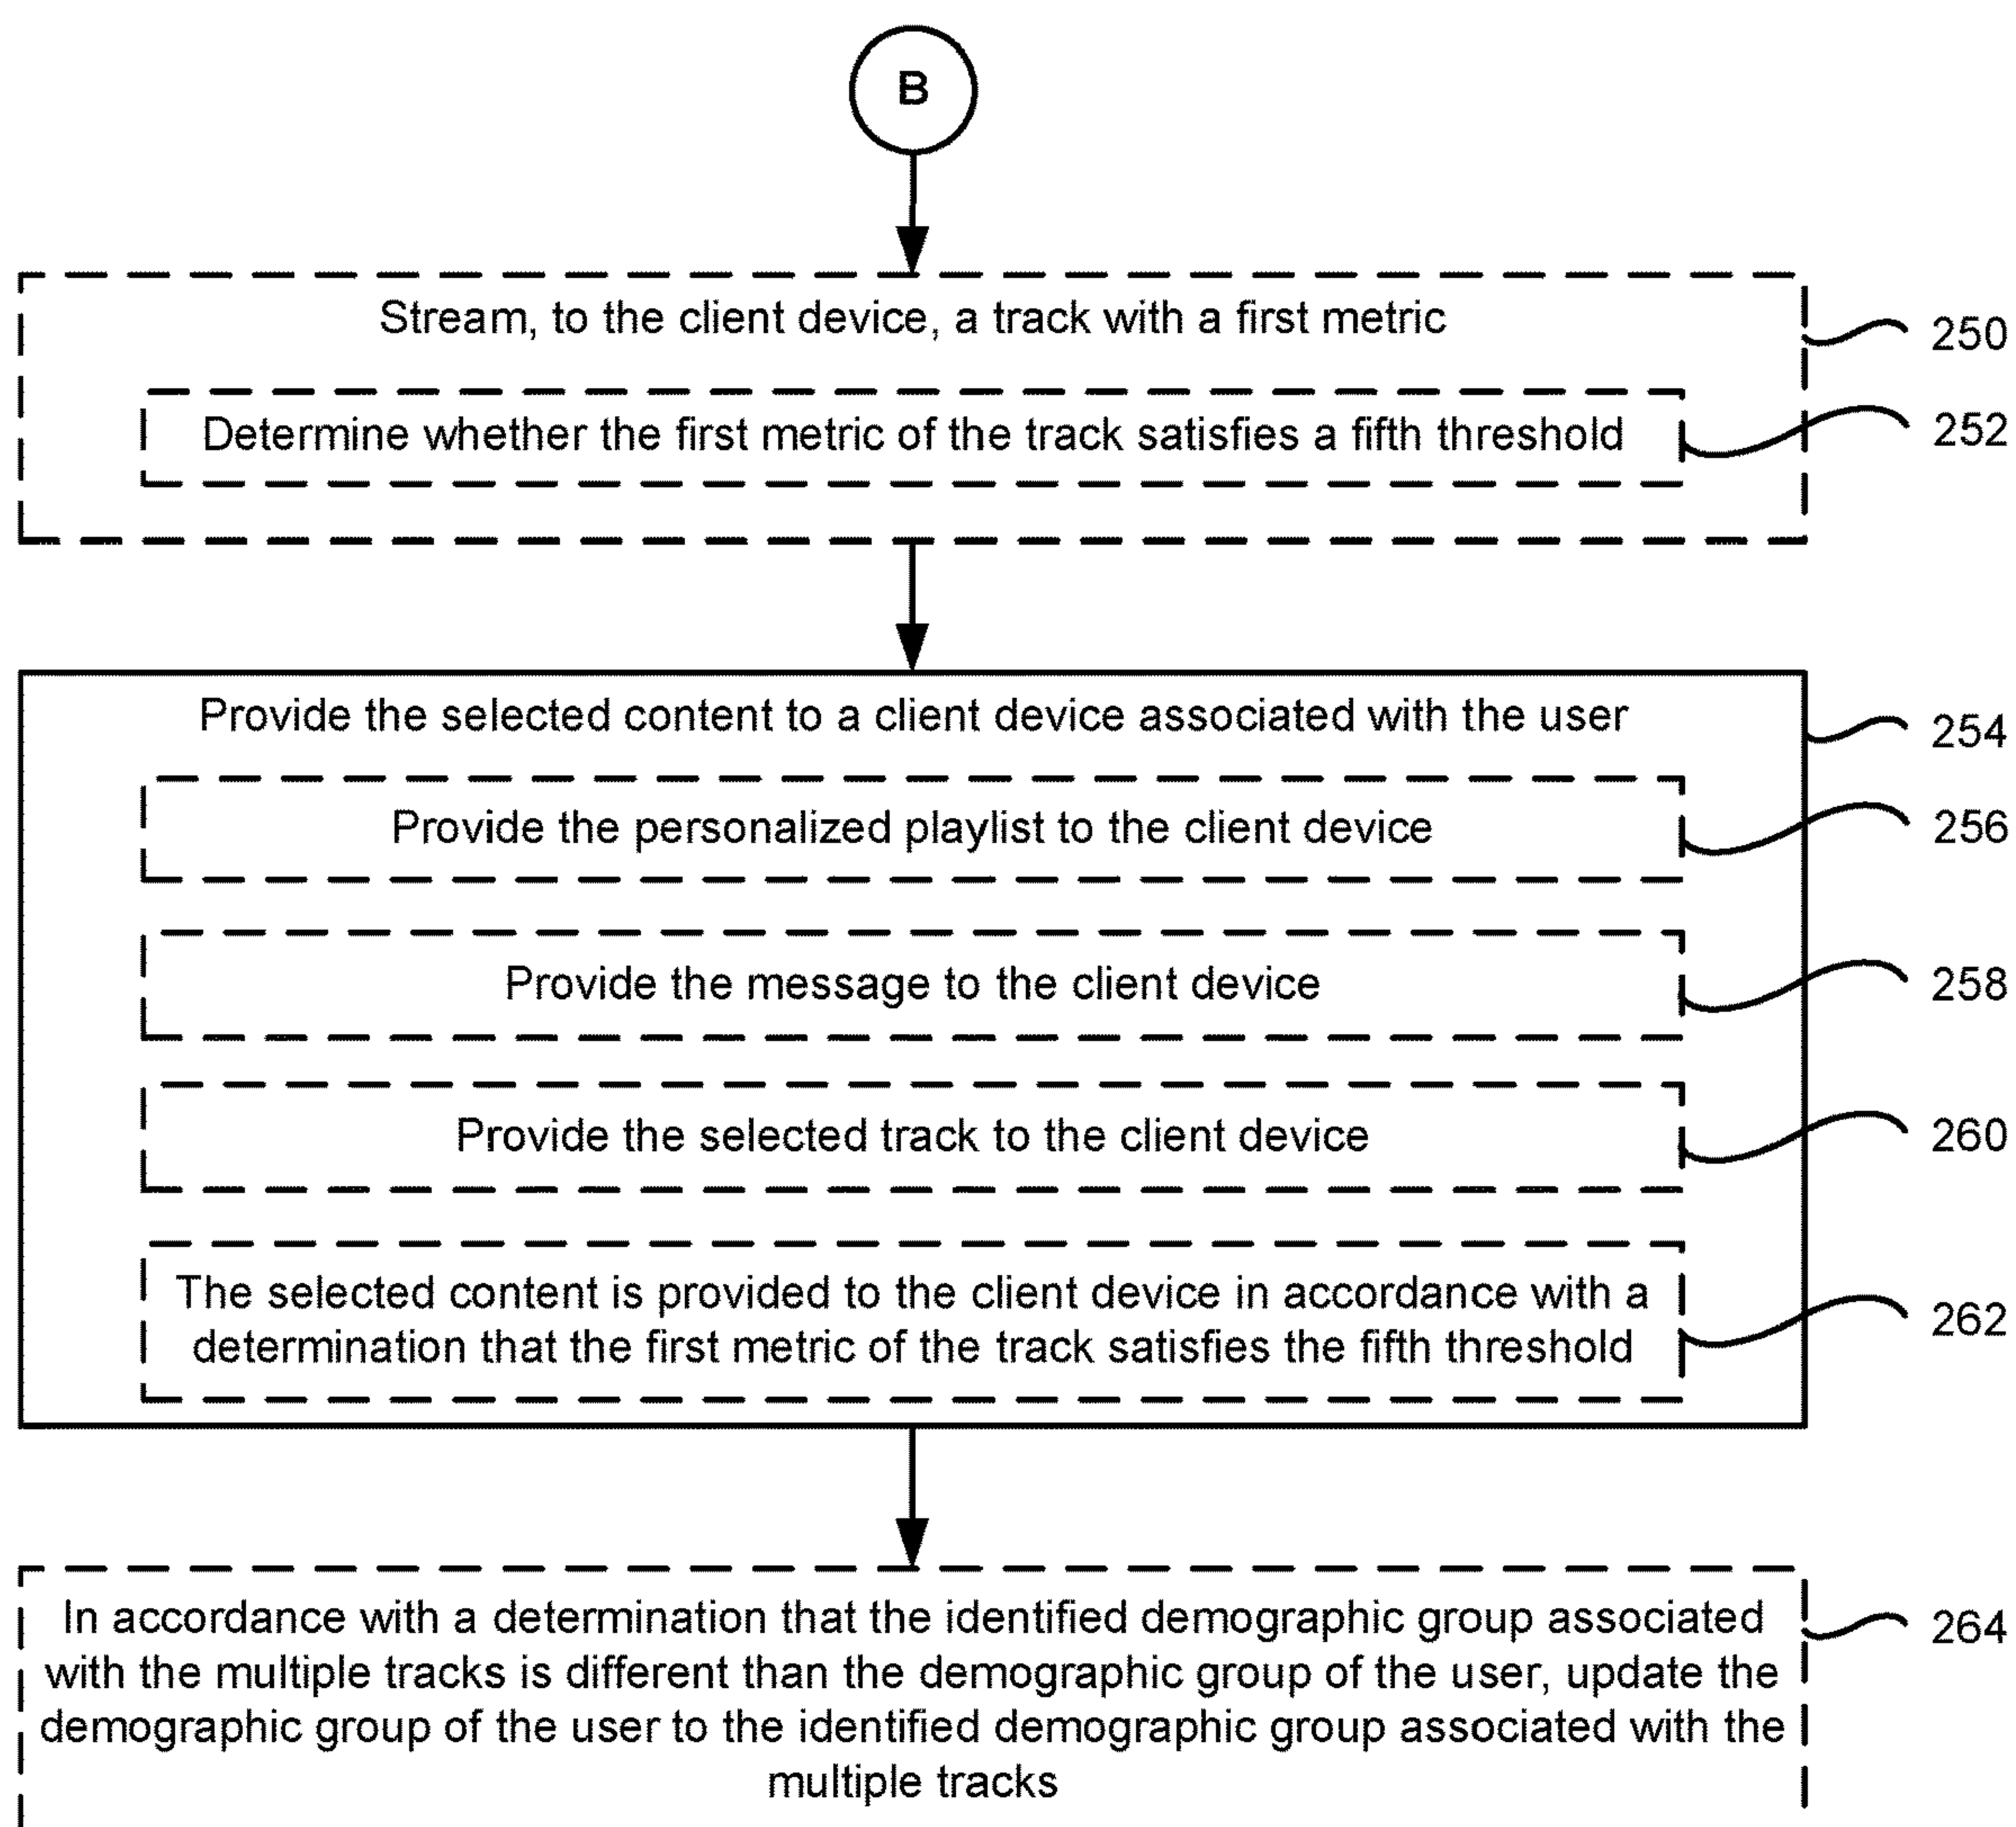 B
Stream, to the client device, a track with a first metric
250
Determine whether the first metric of the track satisfies a fifth threshold
252
Provide the selected content to a client device associated with the user
254
Provide the personalized playlist to the client device
256
Provide the message to the client device
258
Provide the selected track to the client device
260
The selected content is provided to the client device in accordance with a
determination that the first metric of the track satisfies the fifth threshold
262
In accordance with a determination that the identified demographic group associated
with the multiple tracks is different than the demographic group of the user, update the
demographic group of the user to the identified demographic group associated with the
multiple tracks
264